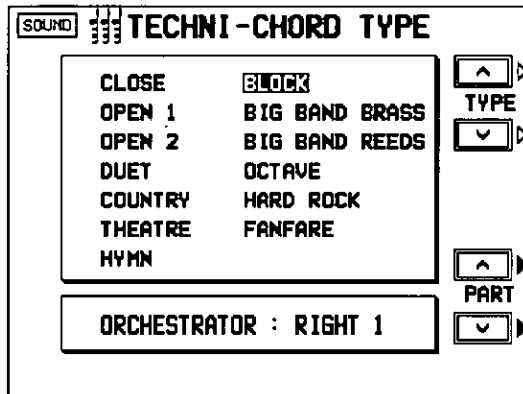 SOUND TECHNI-CHORD TYPE
CLOSE BLOCK
OPEN 1 BIG BAND BRASS
OPEN 2 BIG BAND REEDS
DUET OCTAVE
COUNTRY HARD ROCK
THEATRE FANFARE
HYMN
TYPE
PART
ORCHESTRATOR : RIGHT 1